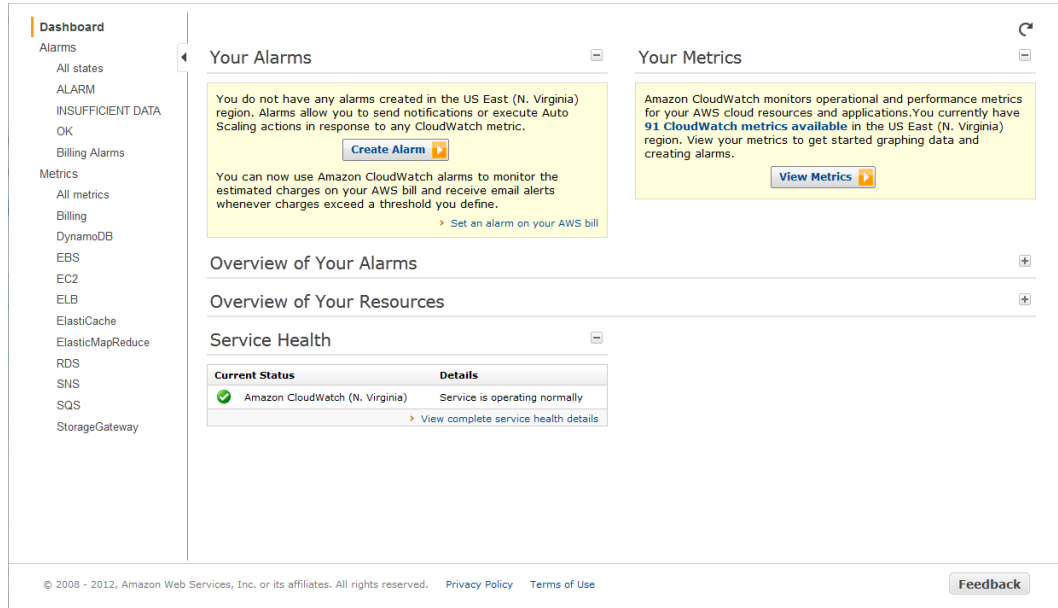 Dashboard
Alarms
All states
ALARM
INSUFFICIENT DATA
OK
Billing Alarms
Metrics
All metrics
Billing
DynamoDB
EBS
EC2
ELB
ElastiCache
ElasticMapReduce
RDS
SNS
SQS
StorageGateway
Your Alarms
You do not have any alarms created in the US East (N. Virginia)
region. Alarms allow you to send notifications or execute Auto
Scaling actions in response to any CloudWatch metric.
Create Alarm
You can now use Amazon CloudWatch alarms to monitor the
estimated charges on your AWS bill and receive email alerts
whenever charges exceed a threshold you define.
Set an alarm on your AWS bill
Your Metrics
Amazon CloudWatch monitors operational and performance metrics
for your AWS cloud resources and applications.You currently have
91 CloudWatch metrics available in the US East (N. Virginia)
region. View your metrics to get started graphing data and
creating alarms.
View Metrics
Overview of Your Alarms
Overview of Your Resources
Service Health
Current Status Details
Amazon CloudWatch (N. Virginia) Service is operating normally
View complete service health details
© 2008 - 2012, Amazon Web Services, Inc. or its affiliates. All rights reserved. Privacy Policy Terms of Use
Feedback